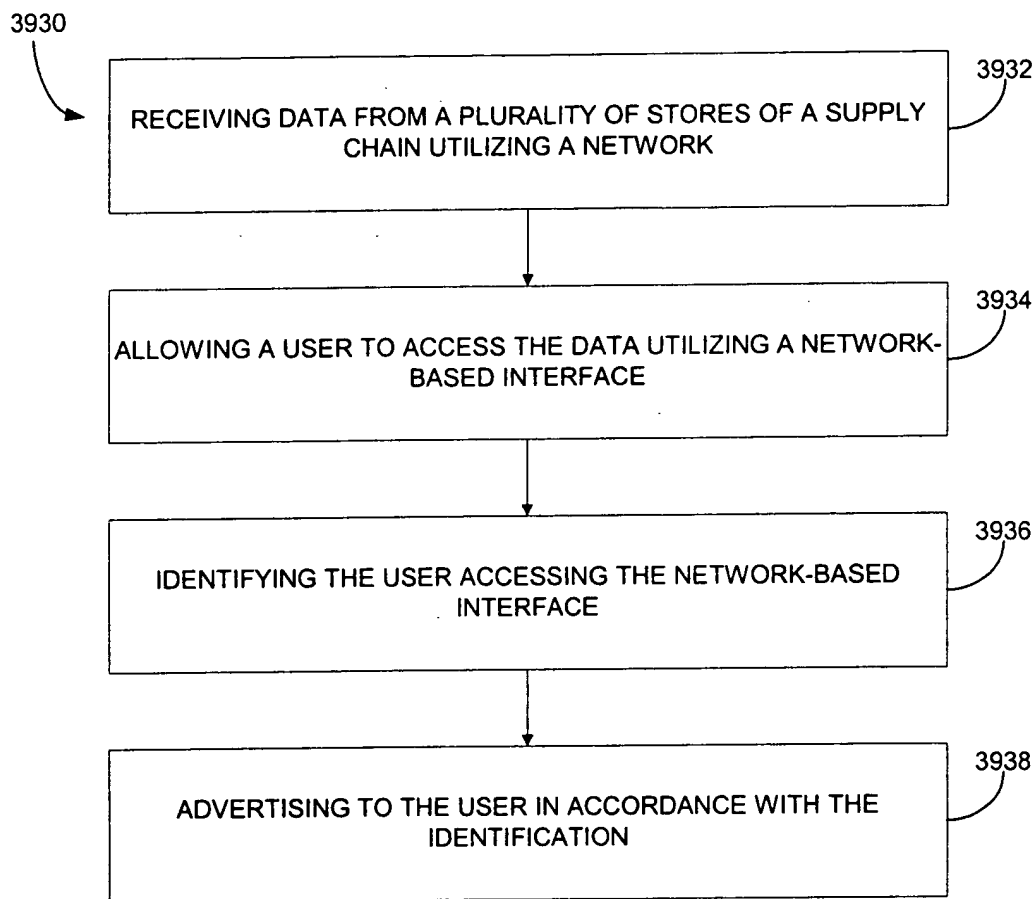 3930
3932
RECEIVING DATA FROM A PLURALITY OF STORES OF A SUPPLY
CHAIN UTILIZING A NETWORK
3934
ALLOWING A USER TO ACCESS THE DATA UTILIZING A NETWORK-
BASED INTERFACE
3936
IDENTIFYING THE USER ACCESSING THE NETWORK-BASED
INTERFACE
3938
ADVERTISING TO THE USER IN ACCORDANCE WITH THE
IDENTIFICATION